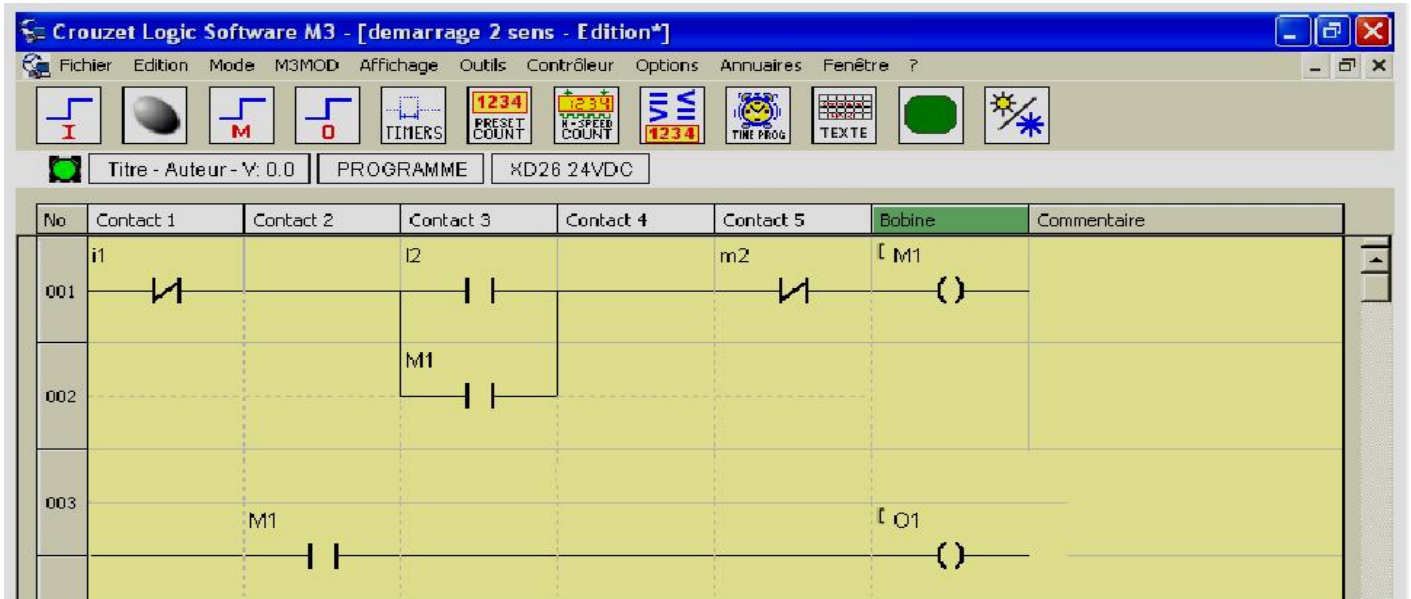 Crouzet Logic Software M3 - [demarrage 2 sens - Edition*]
Fichier Edition Mode M3MOD Affichage Outils Contrôleur Options Annuaires Fenêtre ?
I M O TIMERS 1234 PRESET COUNT 1234 H-SPEED COUNT 1234 TIME PROG TEXTE
Titre - Auteur - V: 0.0 PROGRAMME XD26 24VDC
No Contact 1 Contact 2 Contact 3 Contact 4 Contact 5 Bobine Commentaire
i1 I2 m2 [ M1
001
M1
002
003
M1 [ O1